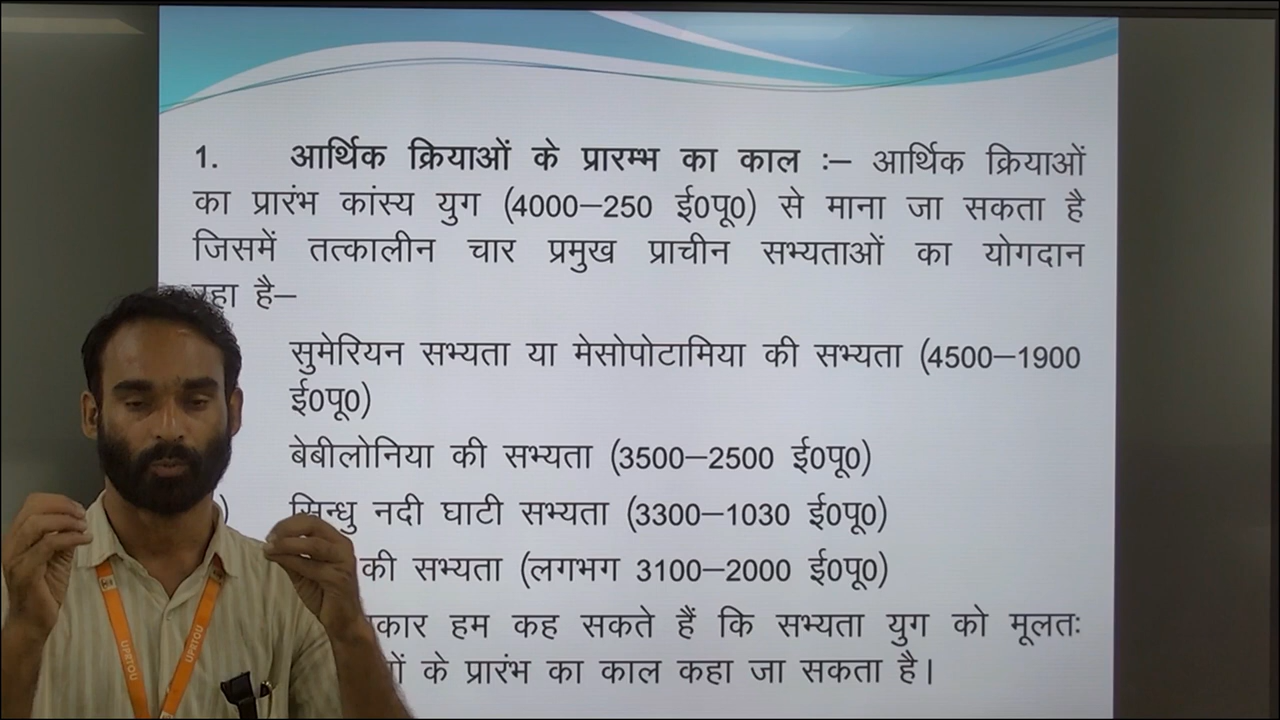 1. आर्थिक क्रियाओं के प्रारम्भ का काल :– आर्थिक क्रियाओं
का प्रारंभ कांस्य युग (4000–250 ई0पू0) से माना जा सकता है
जिसमें तत्कालीन चार प्रमुख प्राचीन सभ्यताओं का योगदान
रहा है–
सुमेरियन सभ्यता या मेसोपोटामिया की सभ्यता (4500–1900
ई0पू0)
बेबीलोनिया की सभ्यता (3500–2500 ई0पू0)
सिन्धु नदी घाटी सभ्यता (3300–1030 ई0पू0)
की सभ्यता (लगभग 3100–2000 ई0पू0)
हम कह सकते हैं कि सभ्यता युग को मूलतः
के प्रारंभ का काल कहा जा सकता है।
UPRTOU
UPRTOU